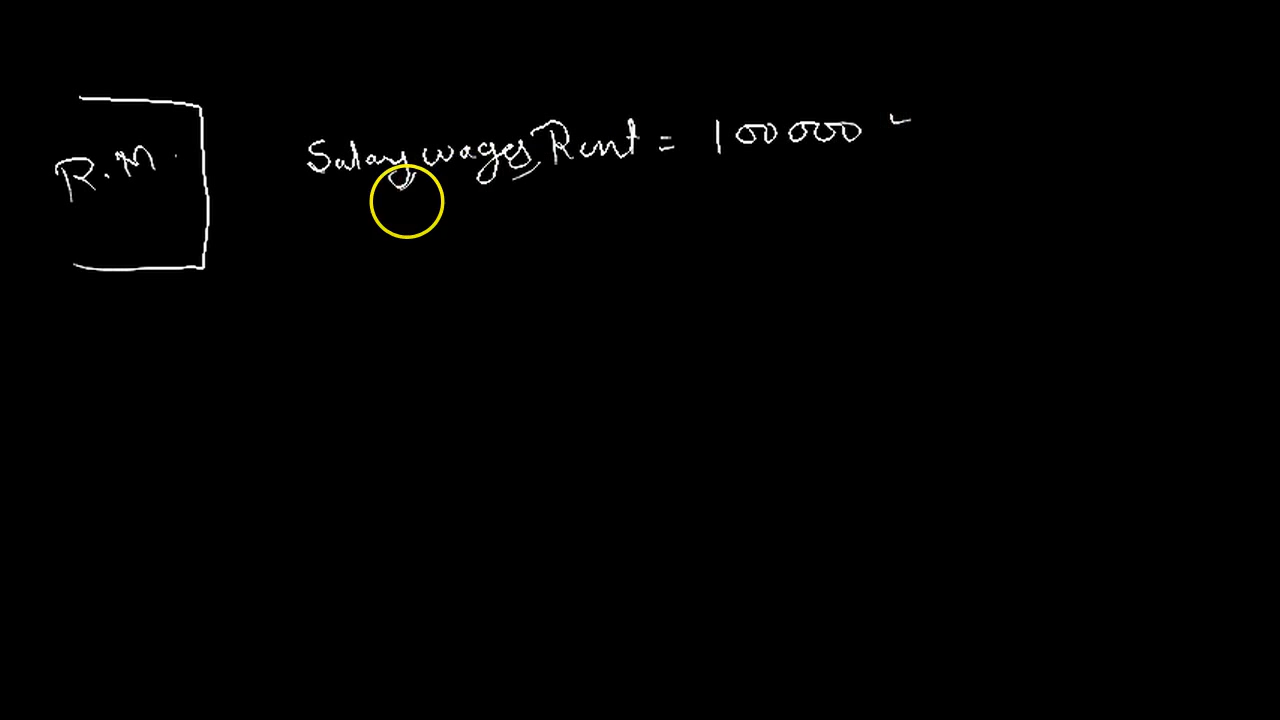 R.M.
Salary wages Rent = 100000